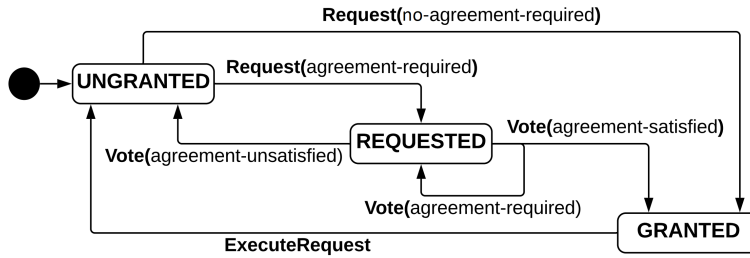 Request(no-agreement-required)
Request(agreement-required)
UNGRANTED
Vote(agreement-satisfied)
REQUESTED
Vote(agreement-unsatisfied)
Vote(agreement-required)
GRANTED
ExecuteRequest